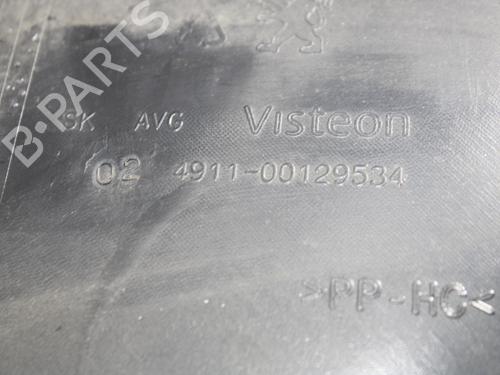 B-PARTS
SK AVG Visteon
02 4911-00129534
>PP-HC<